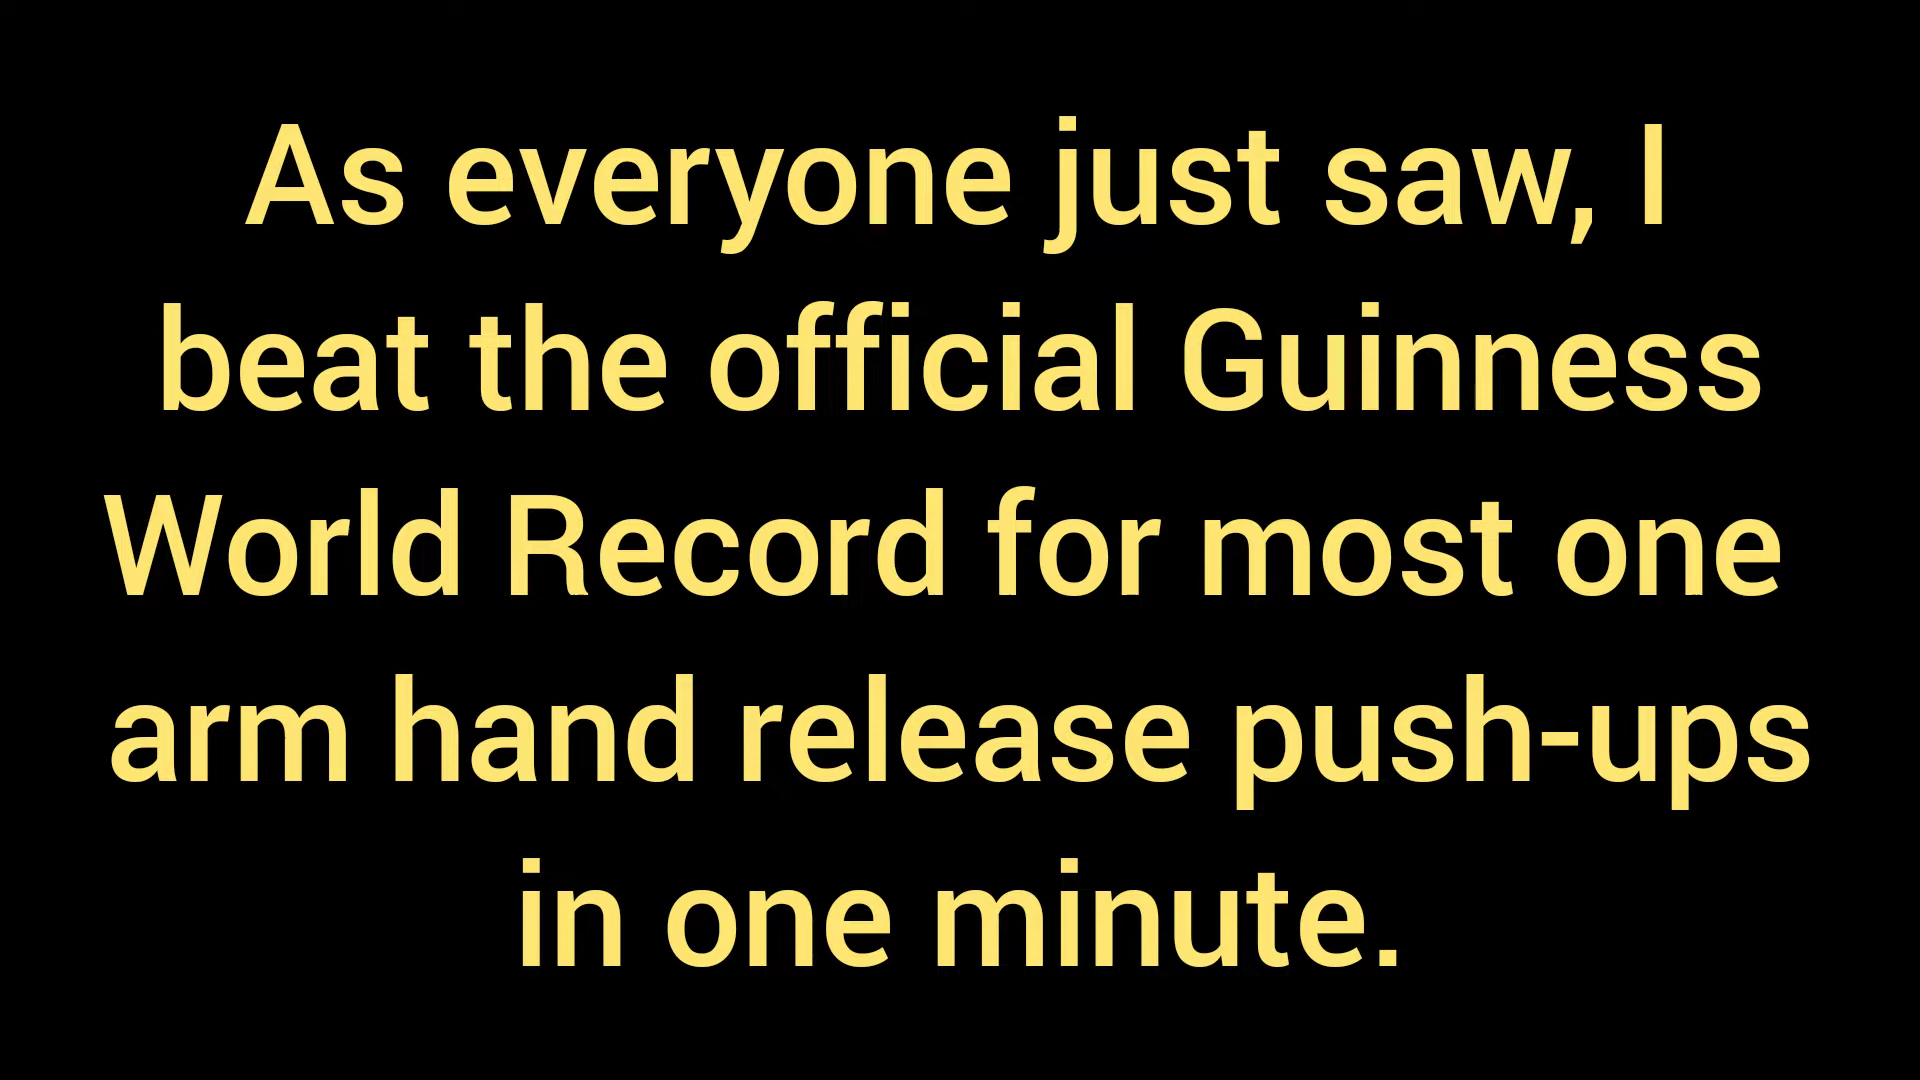 As everyone just saw, I
beat the official Guinness
World Record for most one
arm hand release push-ups
in one minute.